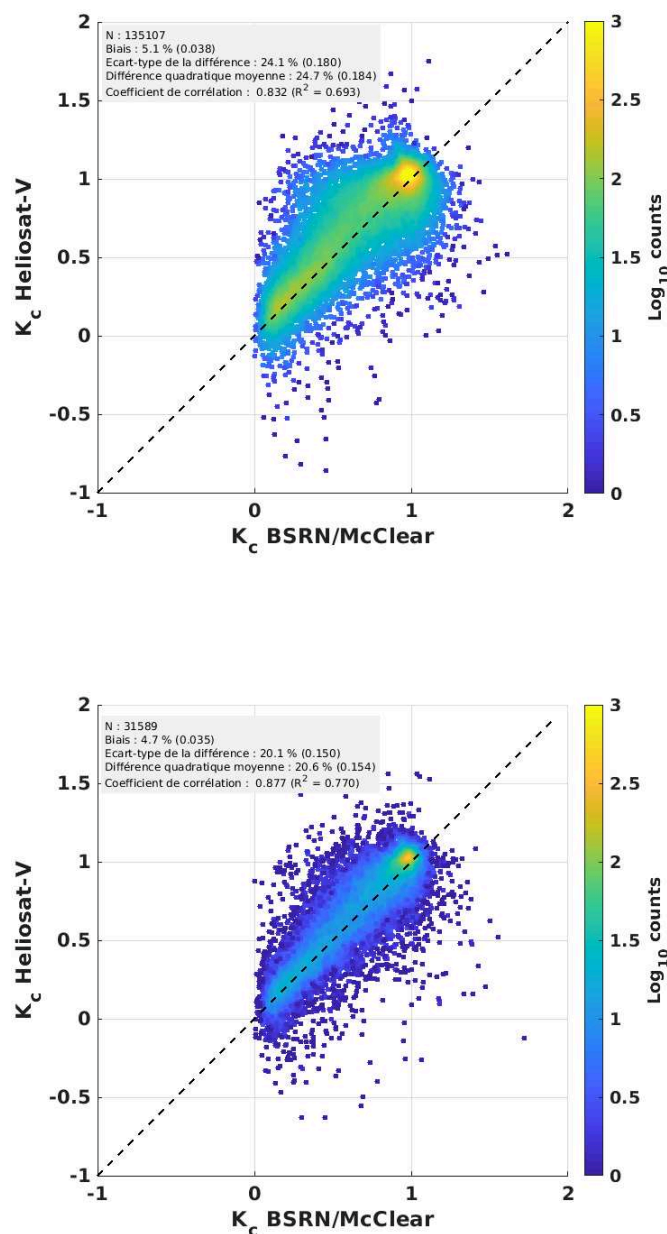 2
N : 135107
Biais : 5.1 % (0.038)
Ecart-type de la différence : 24.1 % (0.180)
Différence quadratique moyenne : 24.7 % (0.184)
Coefficient de corrélation : 0.832 (R² = 0.693)
1.5
1
0.5
0
-0.5
-1
K_c Heliosat-V
-1 0 1 2
K_c BSRN/McClear
3
2.5
2
1.5
1
0.5
0
Log₁₀ counts
2
N : 31589
Biais : 4.7 % (0.035)
Ecart-type de la différence : 20.1 % (0.150)
Différence quadratique moyenne : 20.6 % (0.154)
Coefficient de corrélation : 0.877 (R² = 0.770)
1.5
1
0.5
0
-0.5
-1
K_c Heliosat-V
-1 0 1 2
K_c BSRN/McClear
3
2.5
2
1.5
1
0.5
0
Log₁₀ counts